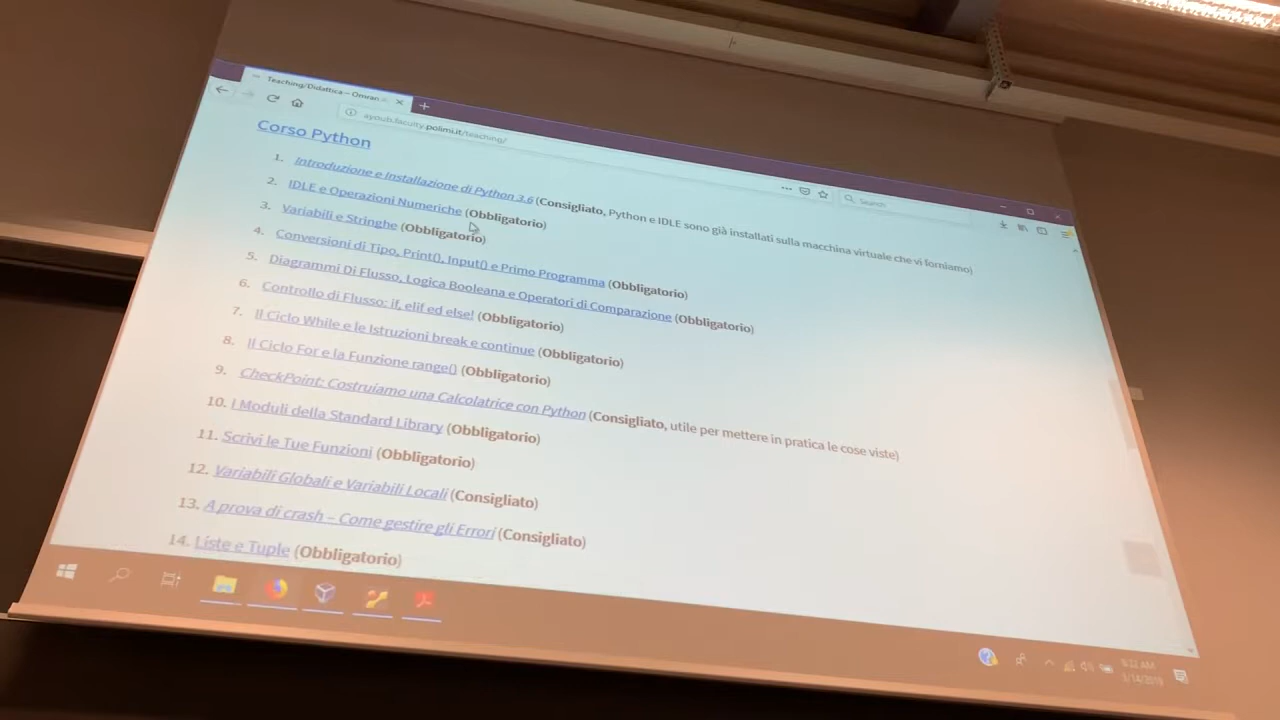 Teaching/Didattica – Omran
ayoub.faculty.polimi.it/teaching/
Search
Corso Python
1. Introduzione e Installazione di Python 3.6 (Consigliato, Python e IDLE sono già installati sulla macchina virtuale che vi forniamo)
2. IDLE e Operazioni Numeriche (Obbligatorio)
3. Variabili e Stringhe (Obbligatorio)
4. Conversioni di Tipo, Print(), Input() e Primo Programma (Obbligatorio)
5. Diagrammi Di Flusso, Logica Booleana e Operatori di Comparazione (Obbligatorio)
6. Controllo di Flusso: if, elif ed else! (Obbligatorio)
7. Il Ciclo While e le Istruzioni break e continue (Obbligatorio)
8. Il Ciclo For e la Funzione range() (Obbligatorio)
9. CheckPoint: Costruiamo una Calcolatrice con Python (Consigliato, utile per mettere in pratica le cose viste)
10. I Moduli della Standard Library (Obbligatorio)
11. Scrivi le Tue Funzioni (Obbligatorio)
12. Variabili Globali e Variabili Locali (Consigliato)
13. A prova di crash – Come gestire gli Errori (Consigliato)
14. Liste e Tuple (Obbligatorio)